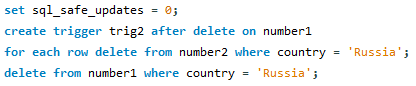 set sql_safe_updates = 0;
create trigger trig2 after delete on number1
for each row delete from number2 where country = 'Russia';
delete from number1 where country = 'Russia';